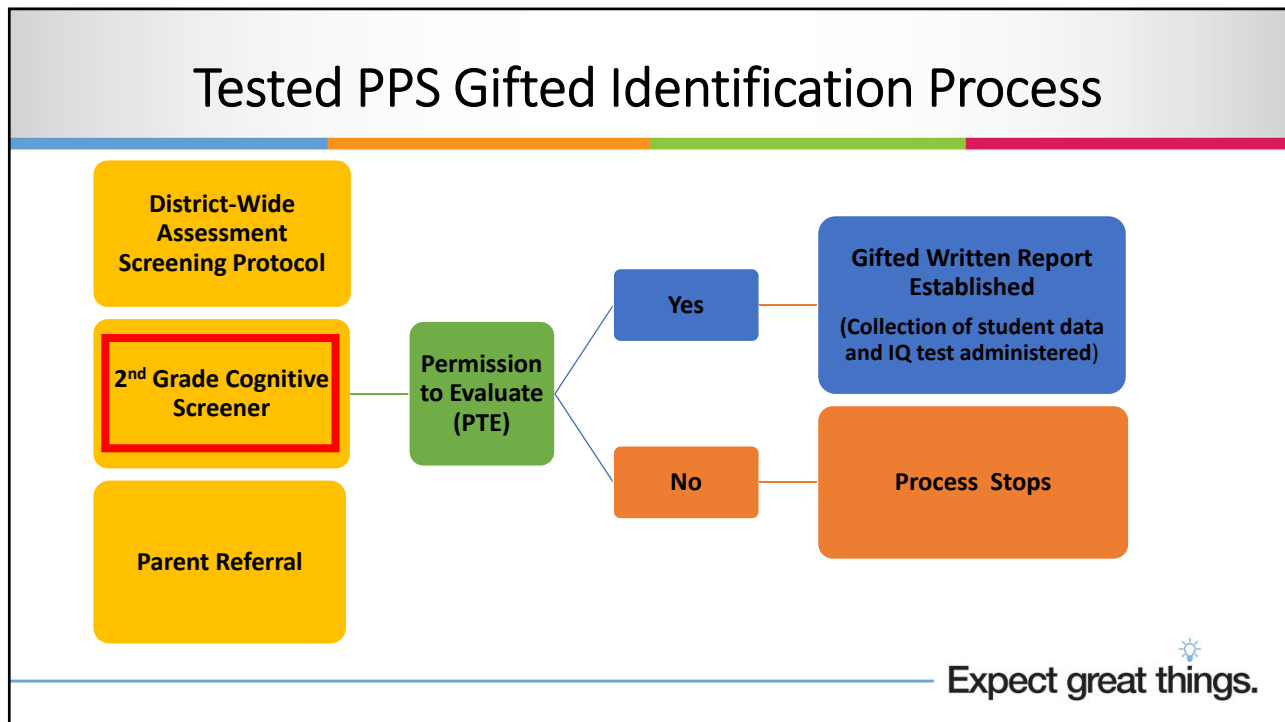 Tested PPS Gifted Identification Process
District-Wide
Assessment
Screening Protocol
2nd Grade Cognitive
Screener
Parent Referral
Permission
to Evaluate
(PTE)
Yes
No
Gifted Written Report
Established
(Collection of student data
and IQ test administered)
Process Stops
Expect great things.